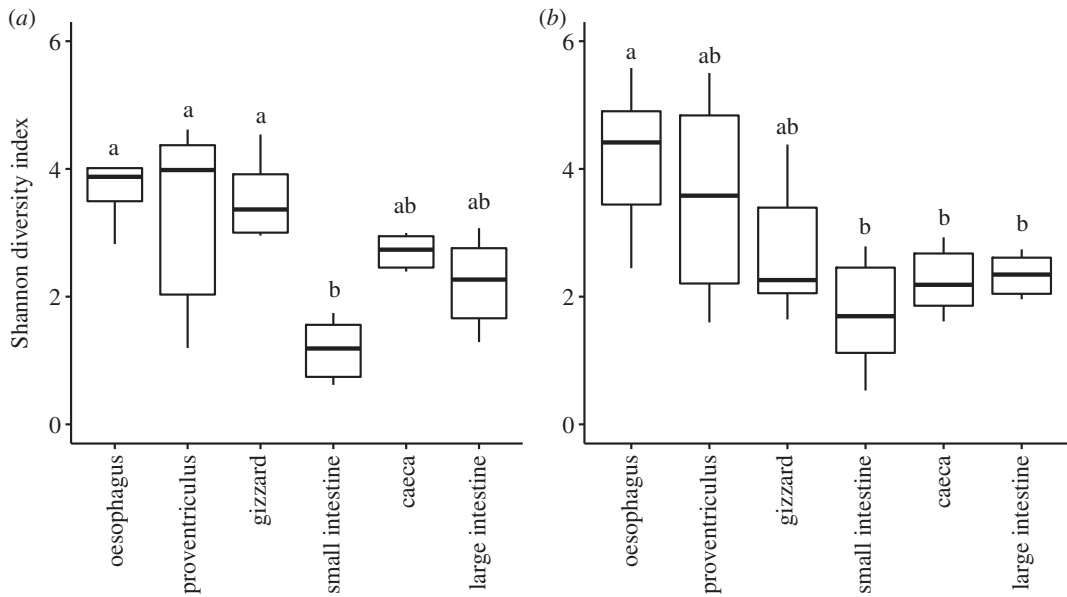 (a)
Shannon diversity index
6
4
2
0
a
a
a
b
ab
ab
oesophagus
proventriculus
gizzard
small intestine
caeca
large intestine
(b)
6
4
2
0
a
ab
ab
b
b
b
oesophagus
proventriculus
gizzard
small intestine
caeca
large intestine